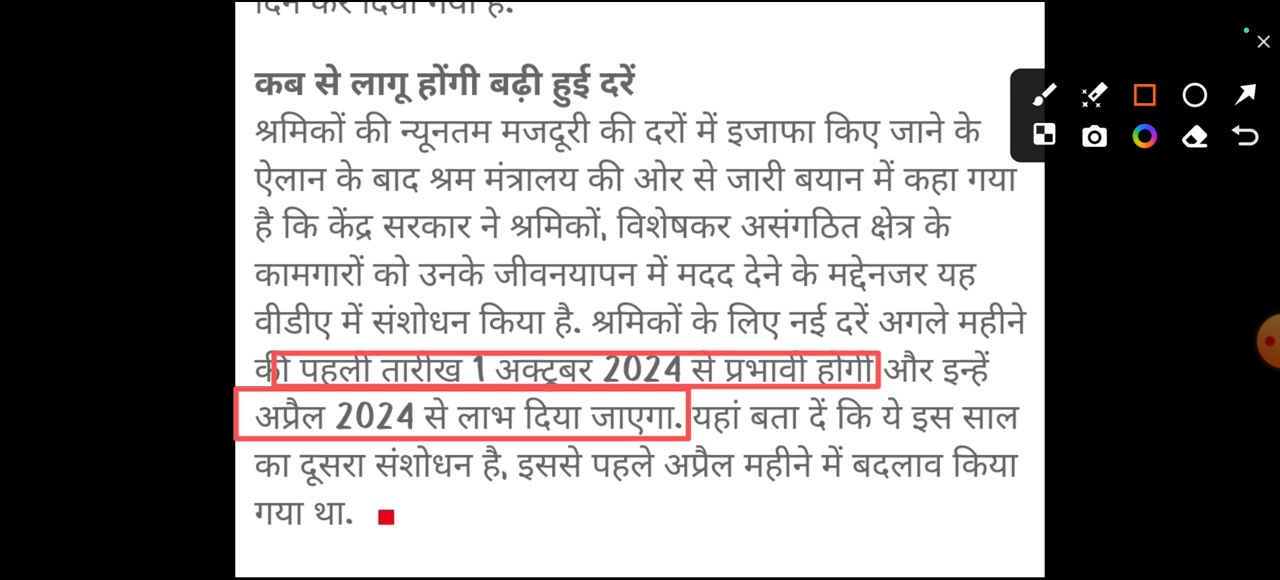 दिन कर दिया गया है.
कब से लागू होंगी बढ़ी हुई दरें
श्रमिकों की न्यूनतम मजदूरी की दरों में इजाफा किए जाने के
ऐलान के बाद श्रम मंत्रालय की ओर से जारी बयान में कहा गया
है कि केंद्र सरकार ने श्रमिकों, विशेषकर असंगठित क्षेत्र के
कामगारों को उनके जीवनयापन में मदद देने के मद्देनजर यह
वीडीए में संशोधन किया है. श्रमिकों के लिए नई दरें अगले महीने
की पहली तारीख 1 अक्टूबर 2024 से प्रभावी होंगी और इन्हें
अप्रैल 2024 से लाभ दिया जाएगा. यहां बता दें कि ये इस साल
का दूसरा संशोधन है, इससे पहले अप्रैल महीने में बदलाव किया
गया था.